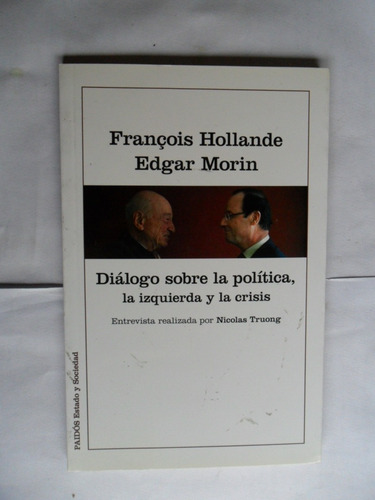 François Hollande
Edgar Morin
Diálogo sobre la política,
la izquierda y la crisis
Entrevista realizada por Nicolas Truong
PAIDÓS Estado y Sociedad